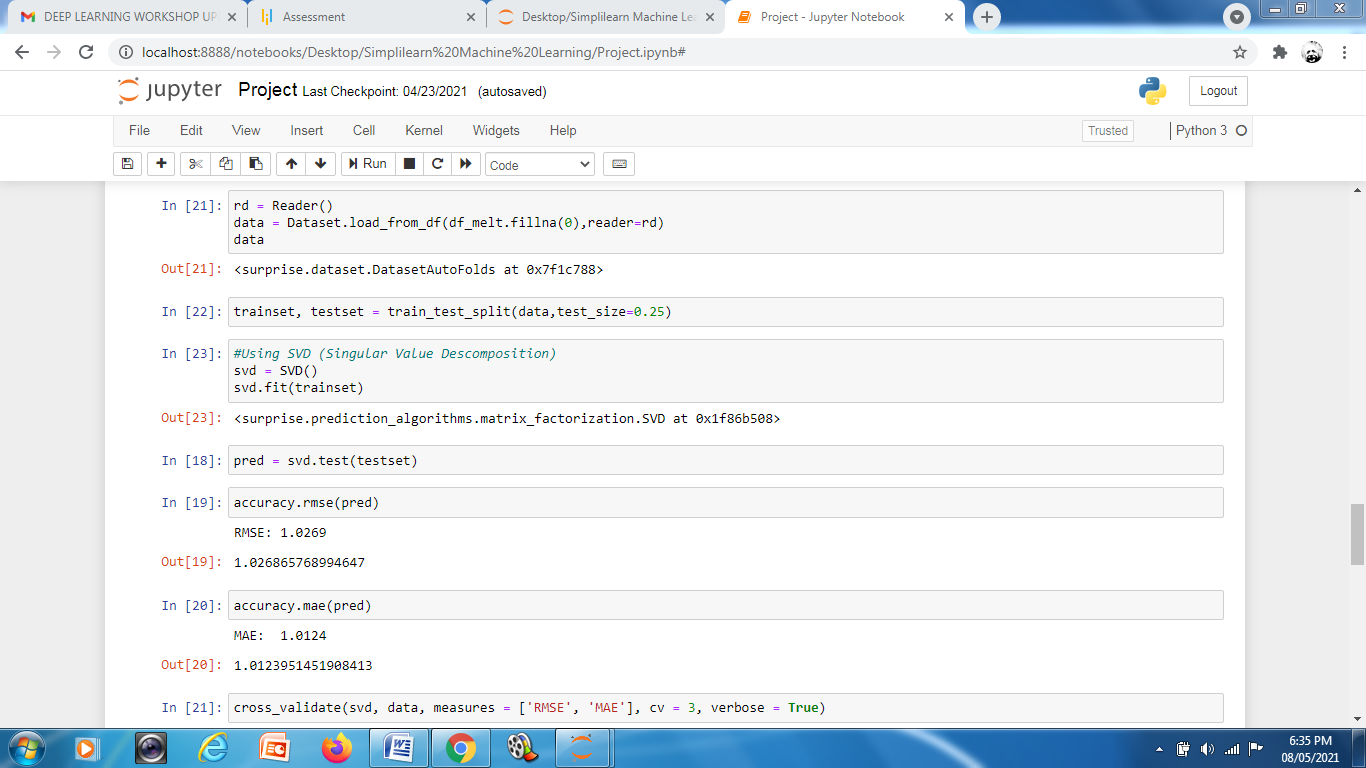 DEEP LEARNING WORKSHOP UP
Assessment
Desktop/Simplilearn Machine Le
Project - Jupyter Notebook
localhost:8888/notebooks/Desktop/Simplilearn%20Machine%20Learning/Project.ipynb#
jupyter Project Last Checkpoint: 04/23/2021 (autosaved)
Logout
File Edit View Insert Cell Kernel Widgets Help
Trusted
Python 3
Run
Code
In [21]: rd = Reader()
data = Dataset.load_from_df(df_melt.fillna(0),reader=rd)
data
Out[21]: <surprise.dataset.DatasetAutoFolds at 0x7f1c788>
In [22]: trainset, testset = train_test_split(data,test_size=0.25)
In [23]: #Using SVD (Singular Value Descomposition)
svd = SVD()
svd.fit(trainset)
Out[23]: <surprise.prediction_algorithms.matrix_factorization.SVD at 0x1f86b508>
In [18]: pred = svd.test(testset)
In [19]: accuracy.rmse(pred)
RMSE: 1.0269
Out[19]: 1.026865768994647
In [20]: accuracy.mae(pred)
MAE:  1.0124
Out[20]: 1.0123951451908413
In [21]: cross_validate(svd, data, measures = ['RMSE', 'MAE'], cv = 3, verbose = True)
6:35 PM
08/05/2021